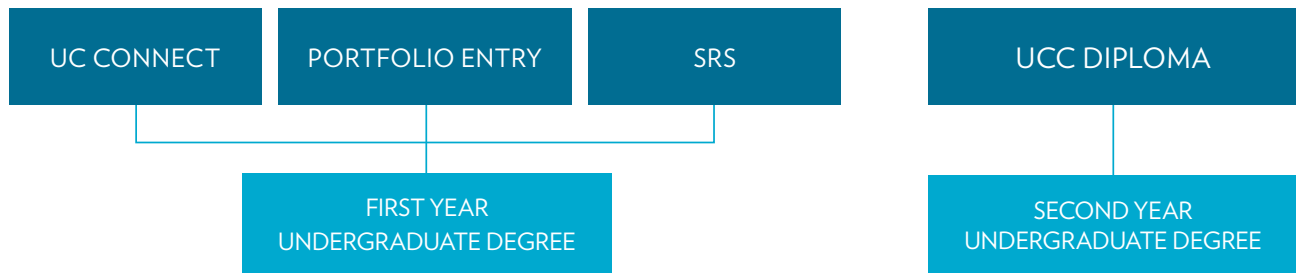 UC CONNECT
PORTFOLIO ENTRY
SRS
UCC DIPLOMA
FIRST YEAR
UNDERGRADUATE DEGREE
SECOND YEAR
UNDERGRADUATE DEGREE